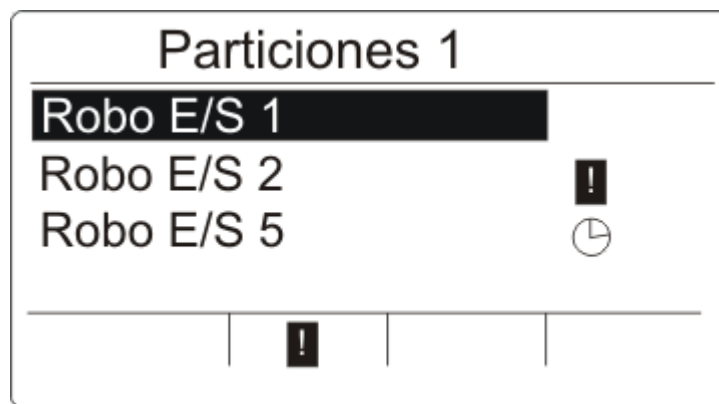 Particiones 1
Robo E/S 1
Robo E/S 2 !
Robo E/S 5
!